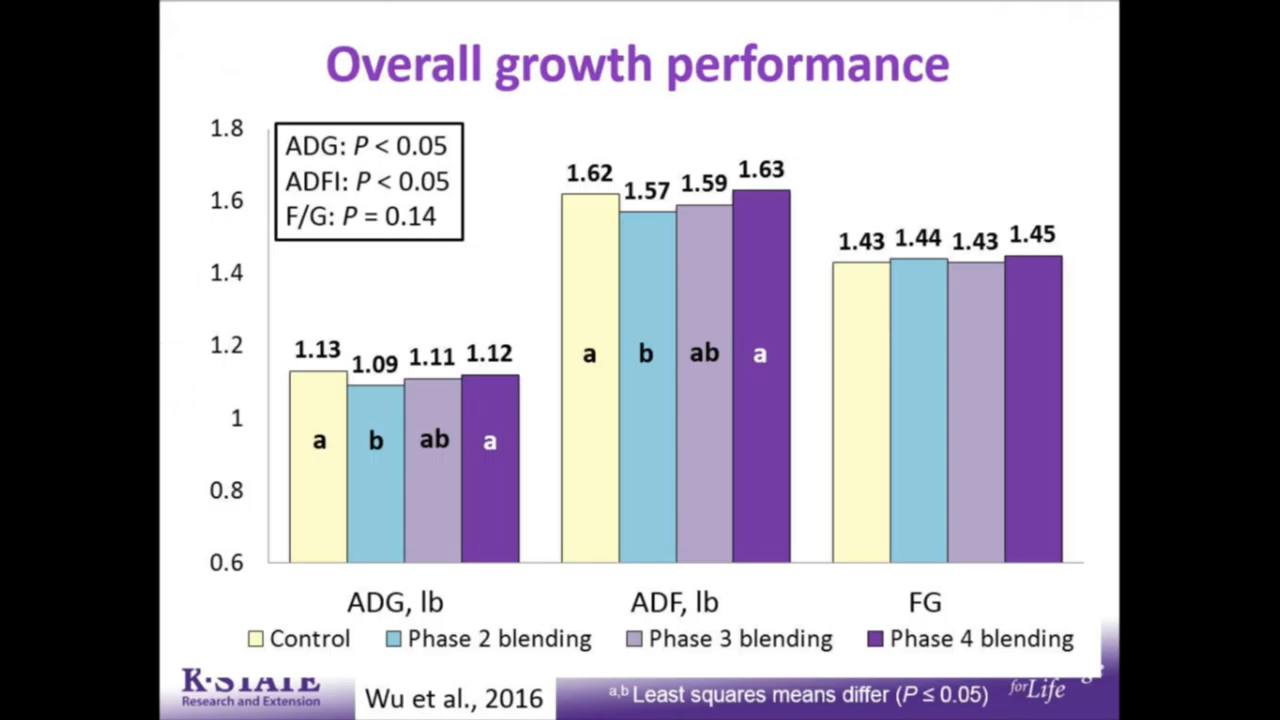 Overall growth performance
1.8
1.6
1.4
1.2
1
0.8
0.6
ADG: P < 0.05
ADFI: P < 0.05
F/G: P = 0.14
1.13
1.09
1.11
1.12
a
b
ab
a
1.62
1.57
1.59
1.63
a
b
ab
a
1.43
1.44
1.43
1.45
ADG, lb
ADF, lb
FG
Control
Phase 2 blending
Phase 3 blending
Phase 4 blending
K-STATE
Research and Extension
Wu et al., 2016
a,b Least squares means differ (P ≤ 0.05)
for Life